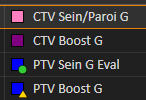 CTV Sein/Paroi G
CTV Boost G
PTV Sein G Eval
PTV Boost G